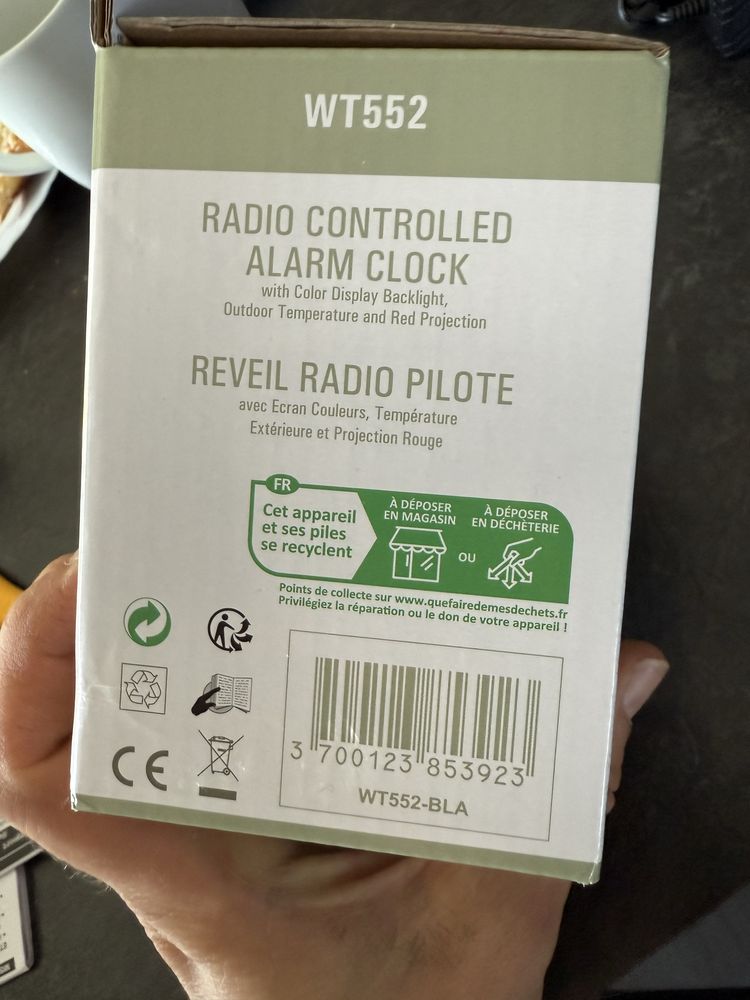 WT552
RADIO CONTROLLED
ALARM CLOCK
with Color Display Backlight,
Outdoor Temperature and Red Projection
REVEIL RADIO PILOTE
avec Ecran Couleurs, Température
Extérieure et Projection Rouge
FR
Cet appareil
et ses piles
se recyclent
À DÉPOSER
EN MAGASIN
OU
À DÉPOSER
EN DÉCHÈTERIE
Points de collecte sur www.quefairedemesdechets.fr
Privilégiez la réparation ou le don de votre appareil !
CE
3 700123 853923
WT552-BLA